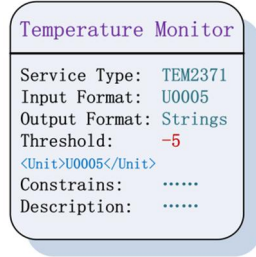 Temperature Monitor
Service Type: TEM2371
Input Format: U0005
Output Format: Strings
Threshold: -5
<Unit>U0005</Unit>
Constrains: ……
Description: ……